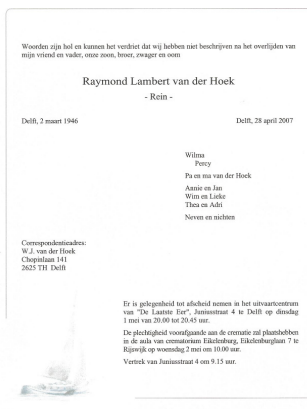 Woorden zijn hol en kunnen het verdriet dat wij hebben niet beschrijven na het overlijden van
mijn vriend en vader, onze zoon, broer, zwager en oom
Raymond Lambert van der Hoek
- Rein -
Delft, 2 maart 1946 Delft, 28 april 2007
Wilma
Percy
Pa en ma van der Hoek
Annie en Jan
Wim en Lieke
Thea en Adri
Neven en nichten
Correspondentieadres:
W.J. van der Hoek
Chopinlaan 141
2625 TH Delft
Er is gelegenheid tot afscheid nemen in het uitvaartcentrum
van "De Laatste Eer", Juniusstraat 4 te Delft op dinsdag
1 mei van 20.00 tot 20.45 uur.
De plechtigheid voorafgaande aan de crematie zal plaatshebben
in de aula van crematorium Eikelenburg, Eikelenburglaan 7 te
Rijswijk op woensdag 2 mei om 10.00 uur.
Vertrek van Juniusstraat 4 om 9.15 uur.